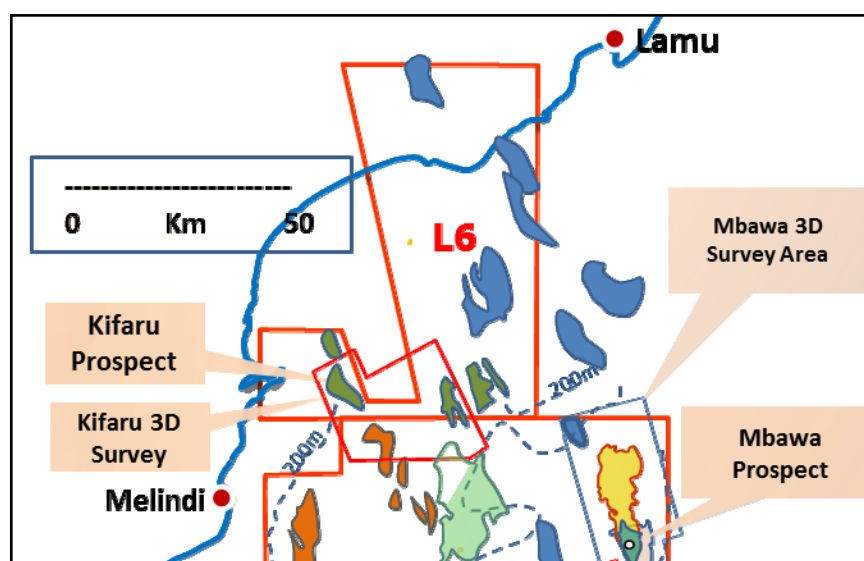 Lamu
0 Km 50
L6
Mbawa 3D
Survey Area
Kifaru
Prospect
200m
Kifaru 3D
Survey
200m
Mbawa
Prospect
Melindi